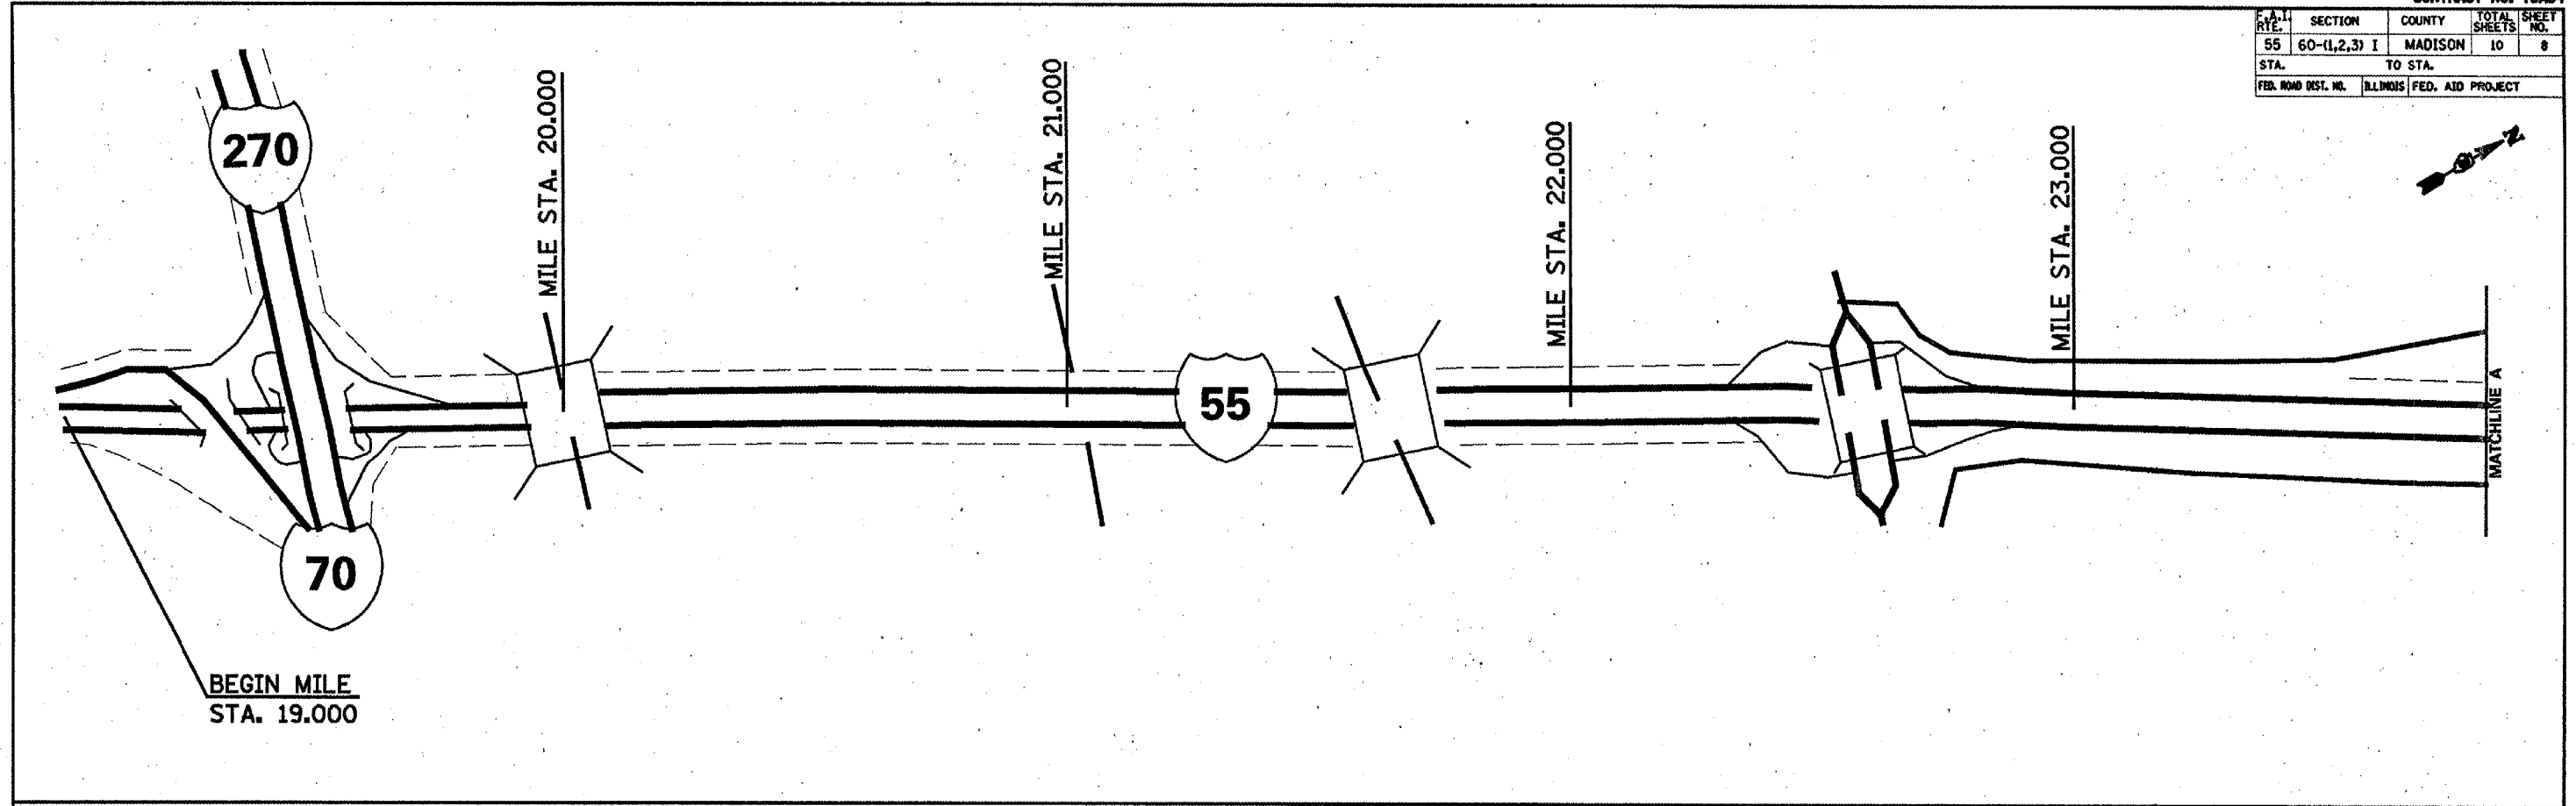 F.A.I. RTE. SECTION COUNTY TOTAL SHEETS SHEET NO.
55 60-(1,2,3) I MADISON 10 8
STA. TO STA.
FED. ROAD DIST. NO. ILLINOIS FED. AID PROJECT
270
MILE STA. 20.000
MILE STA. 21.000
MILE STA. 22.000
MILE STA. 23.000
N
55
MATCHLINE A
70
BEGIN MILE
STA. 19.000